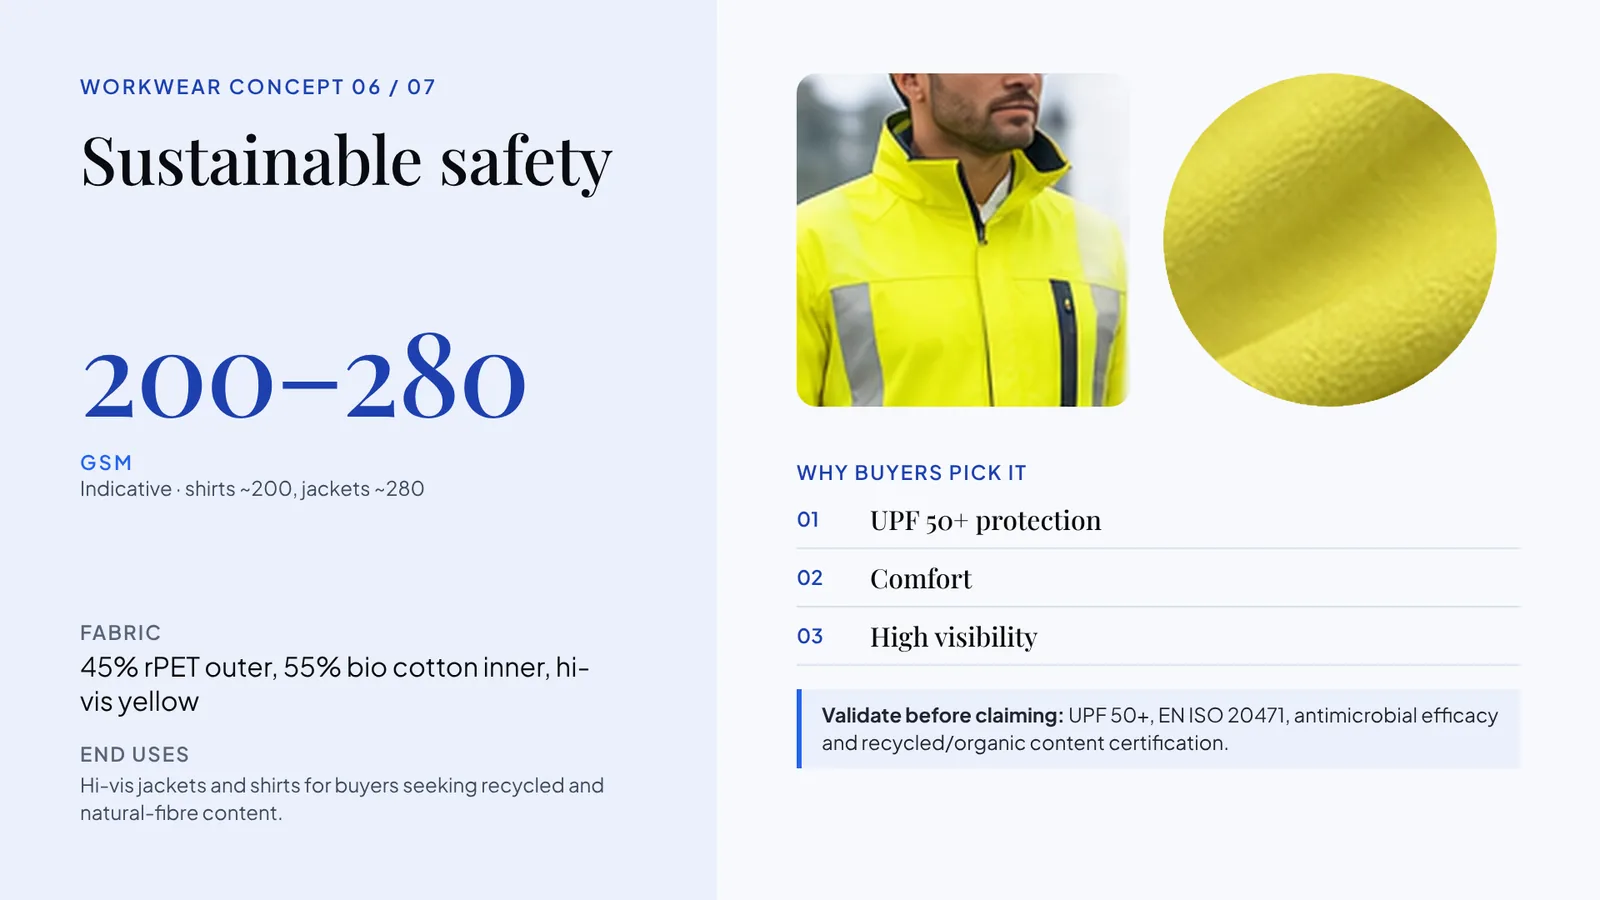 WORKWEAR CONCEPT 06 / 07
Sustainable safety
200–280
GSM
Indicative · shirts ~200, jackets ~280
FABRIC
45% rPET outer, 55% bio cotton inner, hi-
vis yellow
END USES
Hi-vis jackets and shirts for buyers seeking recycled and
natural-fibre content.
WHY BUYERS PICK IT
01 UPF 50+ protection
02 Comfort
03 High visibility
Validate before claiming: UPF 50+, EN ISO 20471, antimicrobial efficacy
and recycled/organic content certification.